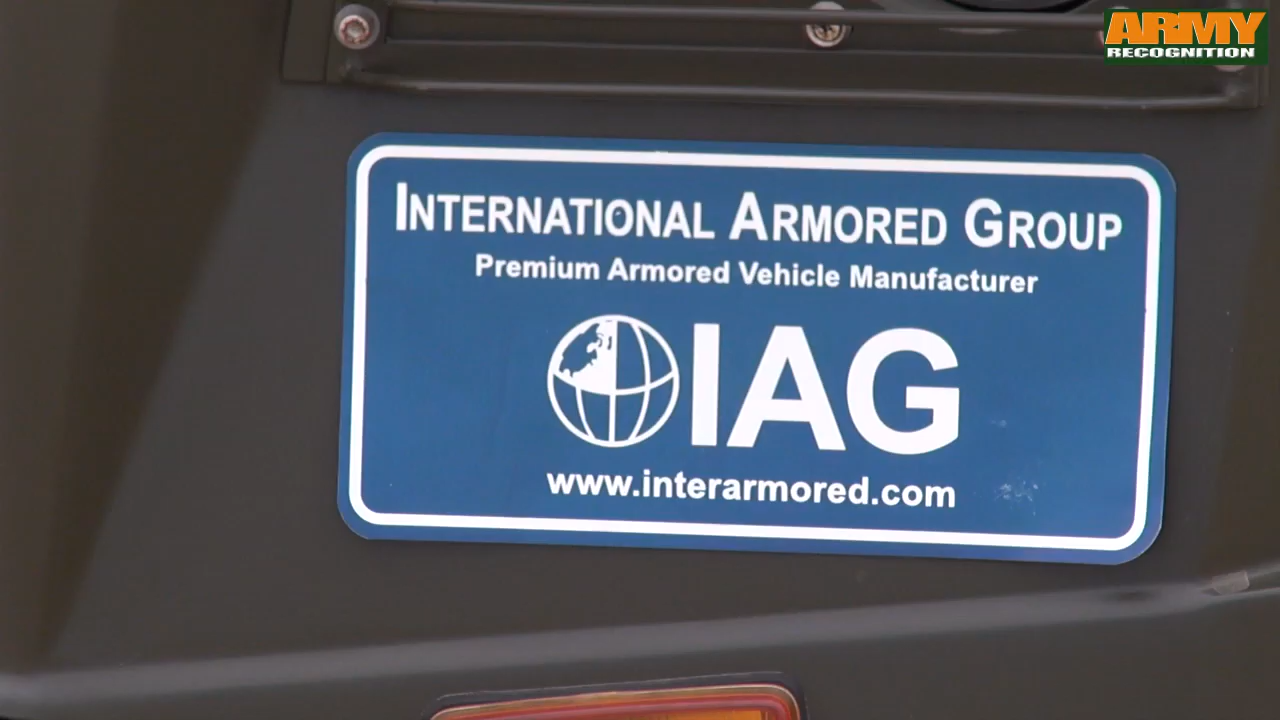 ARMY
RECOGNITION
INTERNATIONAL ARMORED GROUP
Premium Armored Vehicle Manufacturer
IAG
www.interarmored.com